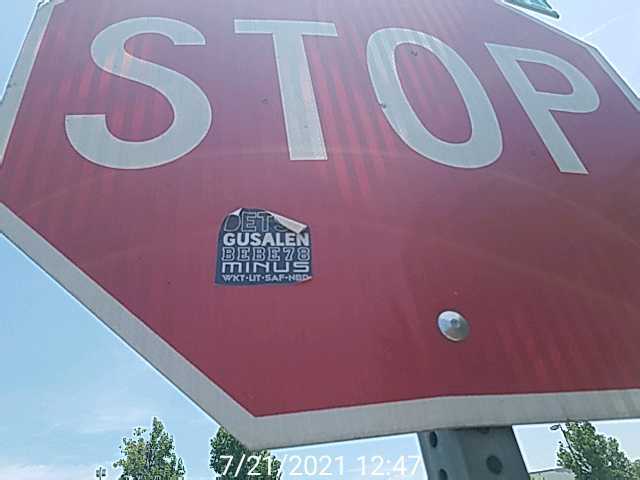 STOP
DETS
GUSALEN
BEBE78
MINUS
WKT·LIT·SAF·NBD
7/21/2021 12:47